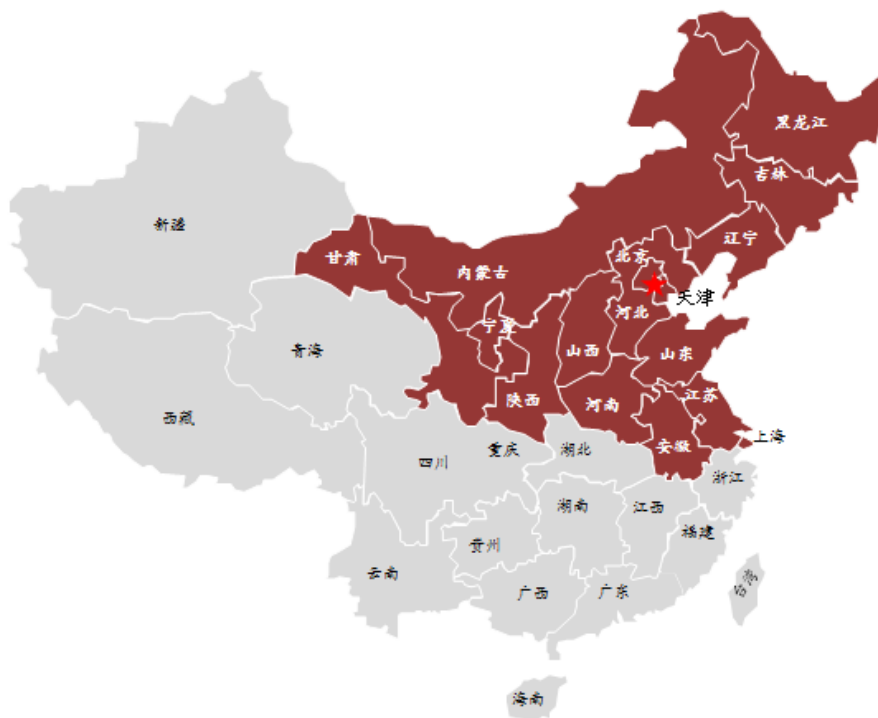 黑龙江
吉林
辽宁
新疆
甘肃
内蒙古
北京
天津
河北
宁夏
青海
山西
山东
西藏
陕西
河南
江苏
上海
安徽
四川
重庆
湖北
浙江
湖南
江西
福建
贵州
云南
广西
广东
台湾
海南